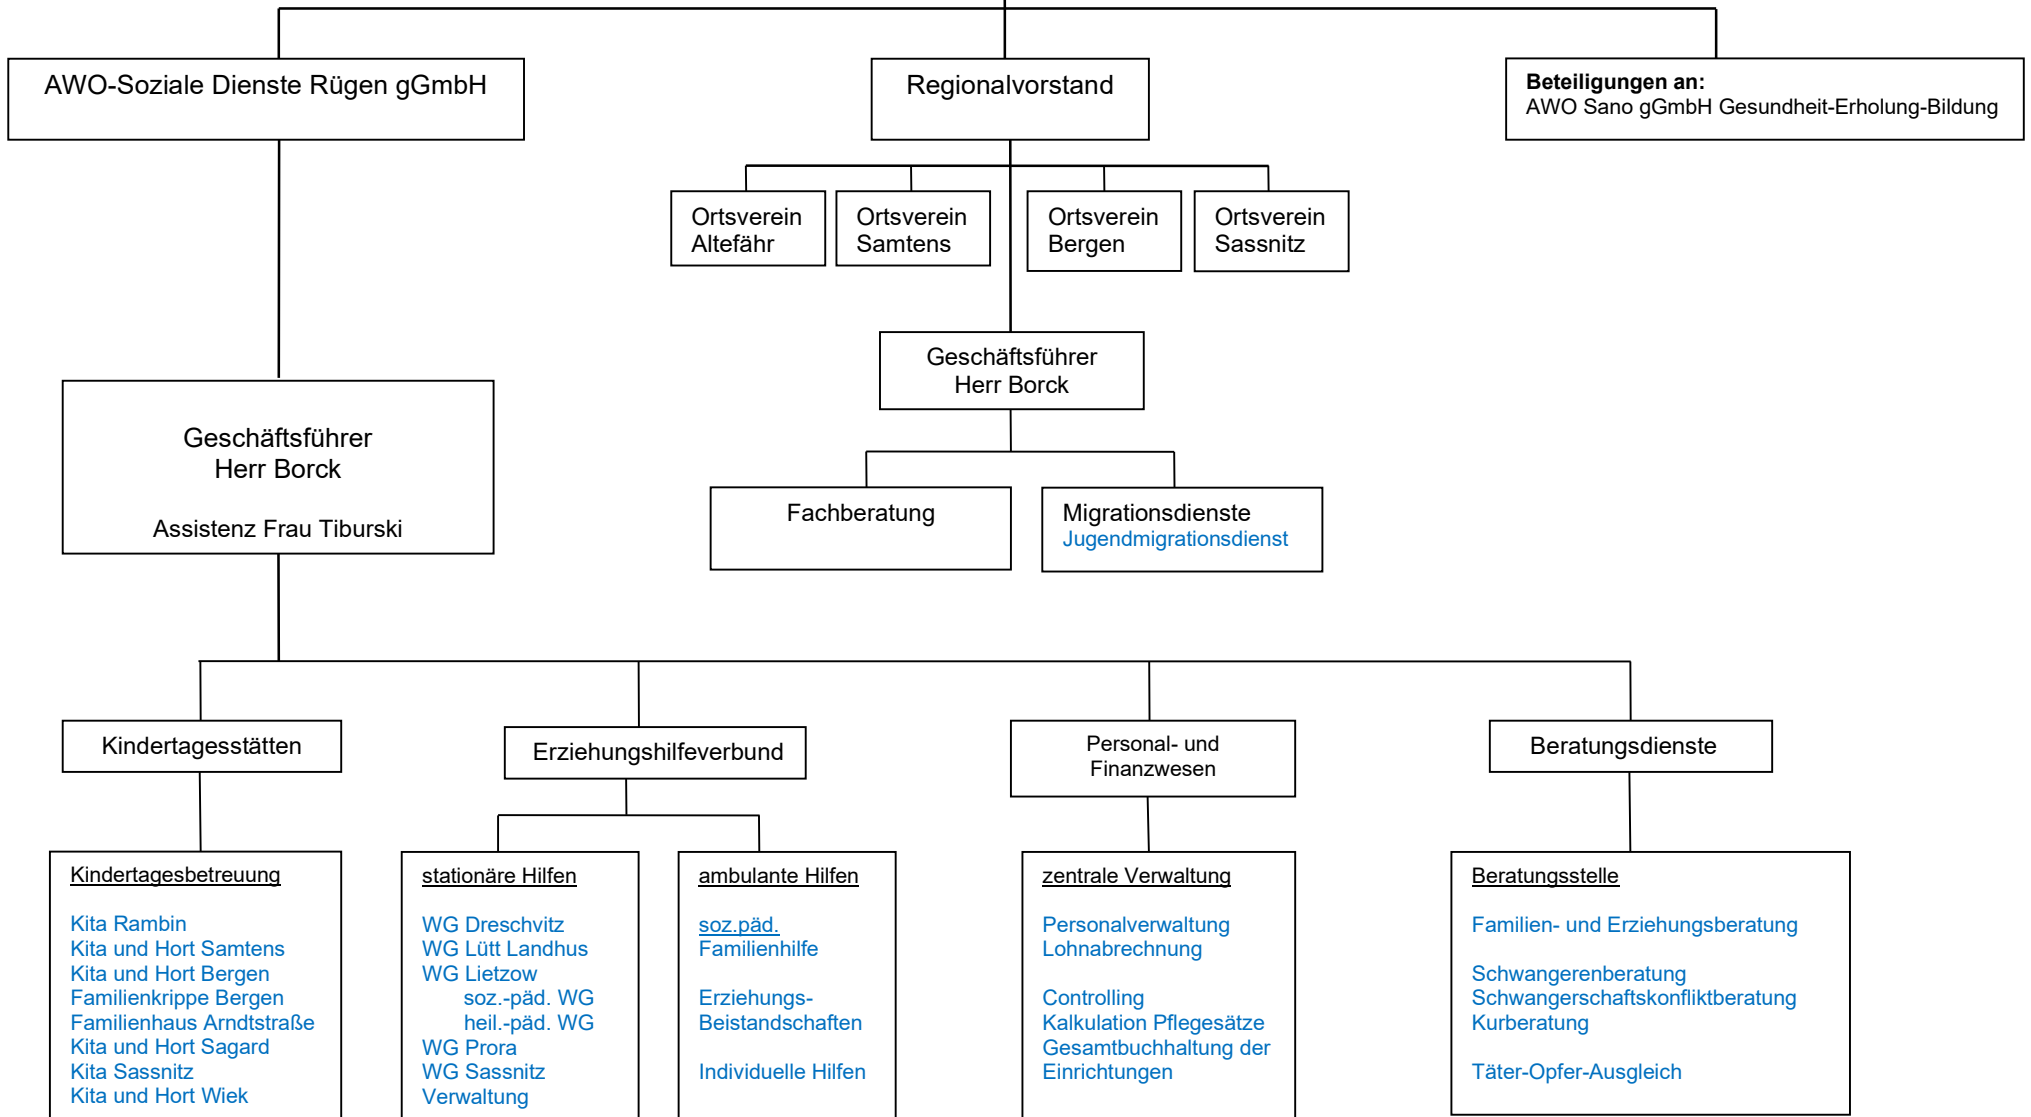 AWO-Soziale Dienste Rügen gGmbH
Regionalvorstand
Beteiligungen an:
AWO Sano gGmbH Gesundheit-Erholung-Bildung
Ortsverein
Altefähr
Ortsverein
Samtens
Ortsverein
Bergen
Ortsverein
Sassnitz
Geschäftsführer
Herr Borck
Geschäftsführer
Herr Borck
Assistenz Frau Tiburski
Fachberatung
Migrationsdienste
Jugendmigrationsdienst
Kindertagesstätten
Erziehungshilfeverbund
Personal- und
Finanzwesen
Beratungsdienste
Kindertagesbetreuung
Kita Rambin
Kita und Hort Samtens
Kita und Hort Bergen
Familienkrippe Bergen
Familienhaus Arndtstraße
Kita und Hort Sagard
Kita Sassnitz
Kita und Hort Wiek
stationäre Hilfen
WG Dreschvitz
WG Lütt Landhus
WG Lietzow
soz.-päd. WG
heil.-päd. WG
WG Prora
WG Sassnitz
Verwaltung
ambulante Hilfen
soz.päd.
Familienhilfe
Erziehungs-
Beistandschaften
Individuelle Hilfen
zentrale Verwaltung
Personalverwaltung
Lohnabrechnung
Controlling
Kalkulation Pflegesätze
Gesamtbuchhaltung der
Einrichtungen
Beratungsstelle
Familien- und Erziehungsberatung
Schwangerenberatung
Schwangerschaftskonfliktberatung
Kurberatung
Täter-Opfer-Ausgleich